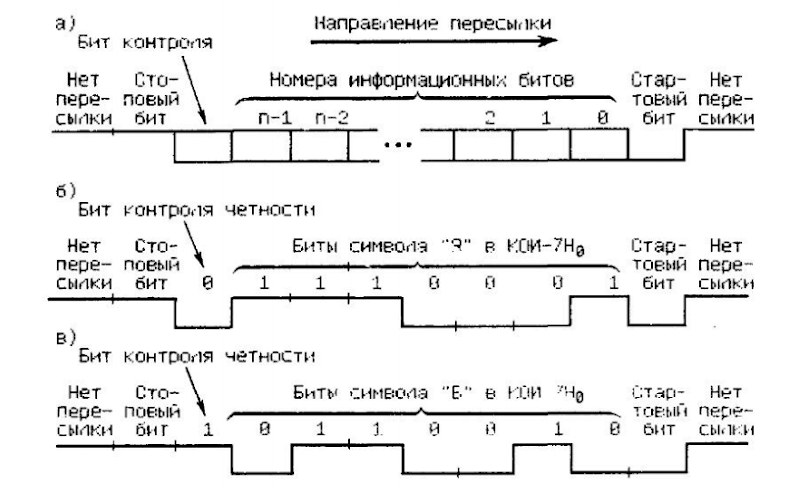 а)
Направление пересылки
Бит контроля
Нет Сто- Номера информационных битов Стар- Нет
пере- повый товый пере-
сылки бит n-1 n-2 ... 2 1 0 бит сылки
б)
Бит контроля четности
Нет Сто- Биты символа "Я" в КОИ-7Н₀ Стар- Нет
пере- повый товый пере-
сылки бит 0 1 1 1 0 0 0 1 бит сылки
в)
Бит контроля четности
Нет Сто- Биты символа "Б" в КОИ 7Н₀ Стар- Нет
пере- повый товый пере-
сылки бит 1 0 1 1 0 0 1 0 бит сылки